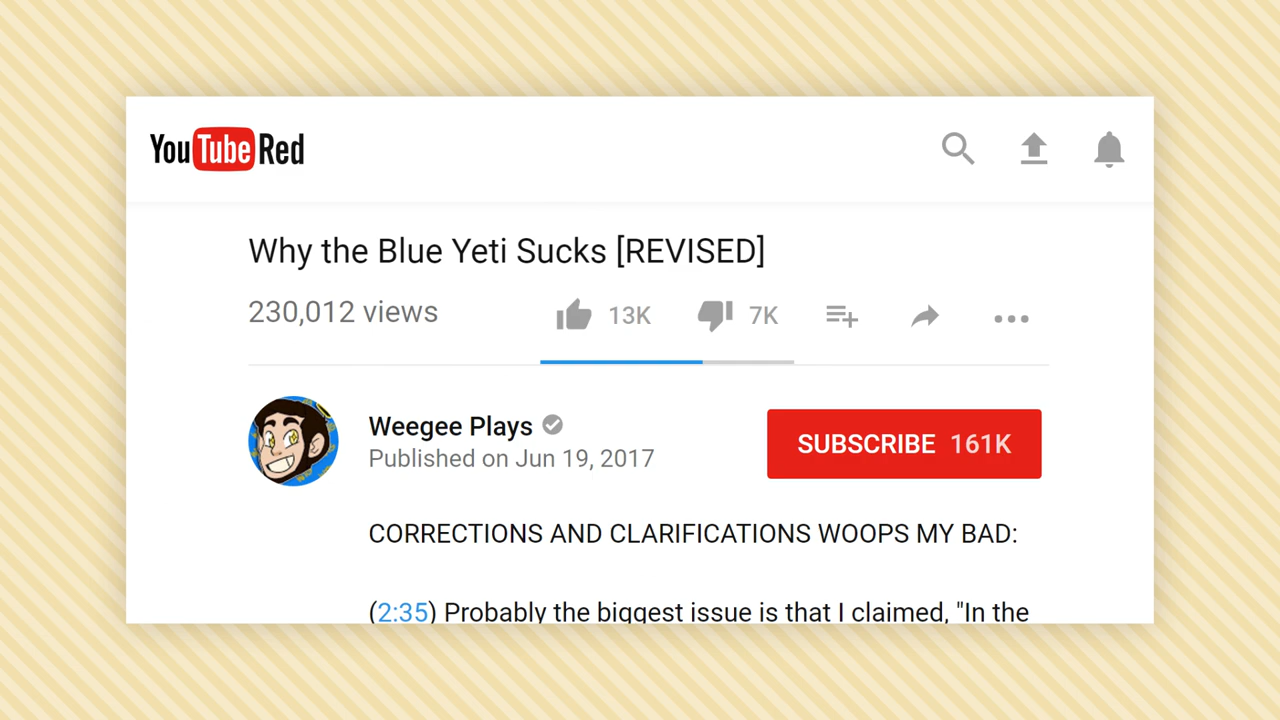 YouTube Red
Why the Blue Yeti Sucks [REVISED]
230,012 views 13K 7K
Weegee Plays
Published on Jun 19, 2017
SUBSCRIBE 161K
CORRECTIONS AND CLARIFICATIONS WOOPS MY BAD:
(2:35) Probably the biggest issue is that I claimed, "In the